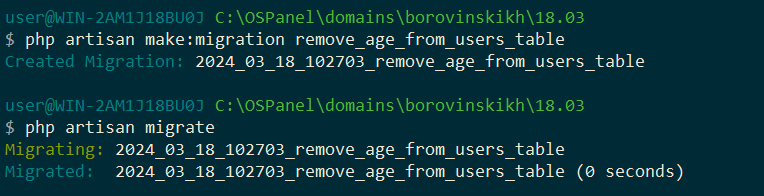 user@WIN-2AM1J18BU0J C:\OSPanel\domains\borovinskikh\18.03
$ php artisan make:migration remove_age_from_users_table
Created Migration: 2024_03_18_102703_remove_age_from_users_table
user@WIN-2AM1J18BU0J C:\OSPanel\domains\borovinskikh\18.03
$ php artisan migrate
Migrating: 2024_03_18_102703_remove_age_from_users_table
Migrated:  2024_03_18_102703_remove_age_from_users_table (0 seconds)